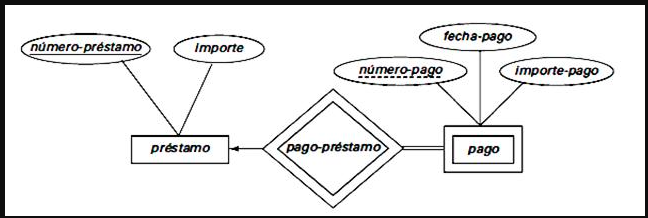 fecha-pago
número-préstamo
importe
número-pago
importe-pago
préstamo
pago-préstamo
pago